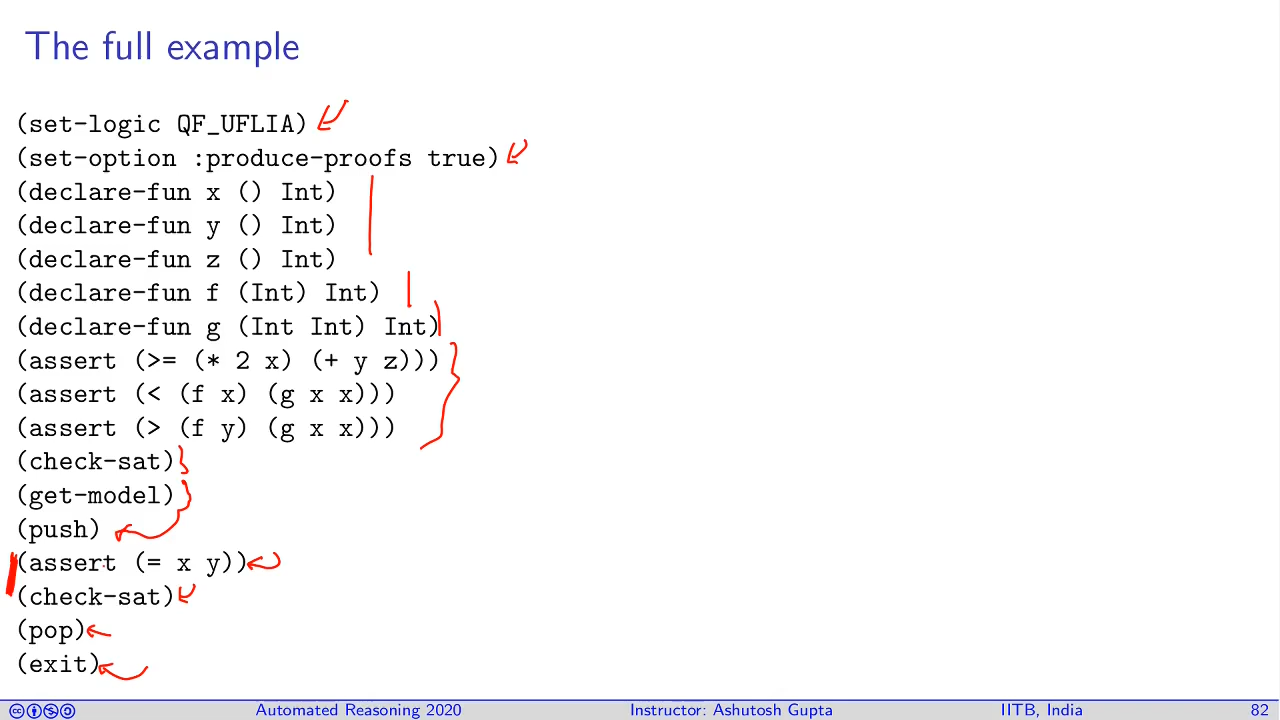 The full example
(set-logic QF_UFLIA)
(set-option :produce-proofs true)
(declare-fun x () Int)
(declare-fun y () Int)
(declare-fun z () Int)
(declare-fun f (Int) Int)
(declare-fun g (Int Int) Int)
(assert (>= (* 2 x) (+ y z)))
(assert (< (f x) (g x x)))
(assert (> (f y) (g x x)))
(check-sat)
(get-model)
(push)
(assert (= x y))
(check-sat)
(pop)
(exit)
Automated Reasoning 2020 Instructor: Ashutosh Gupta IITB, India 82